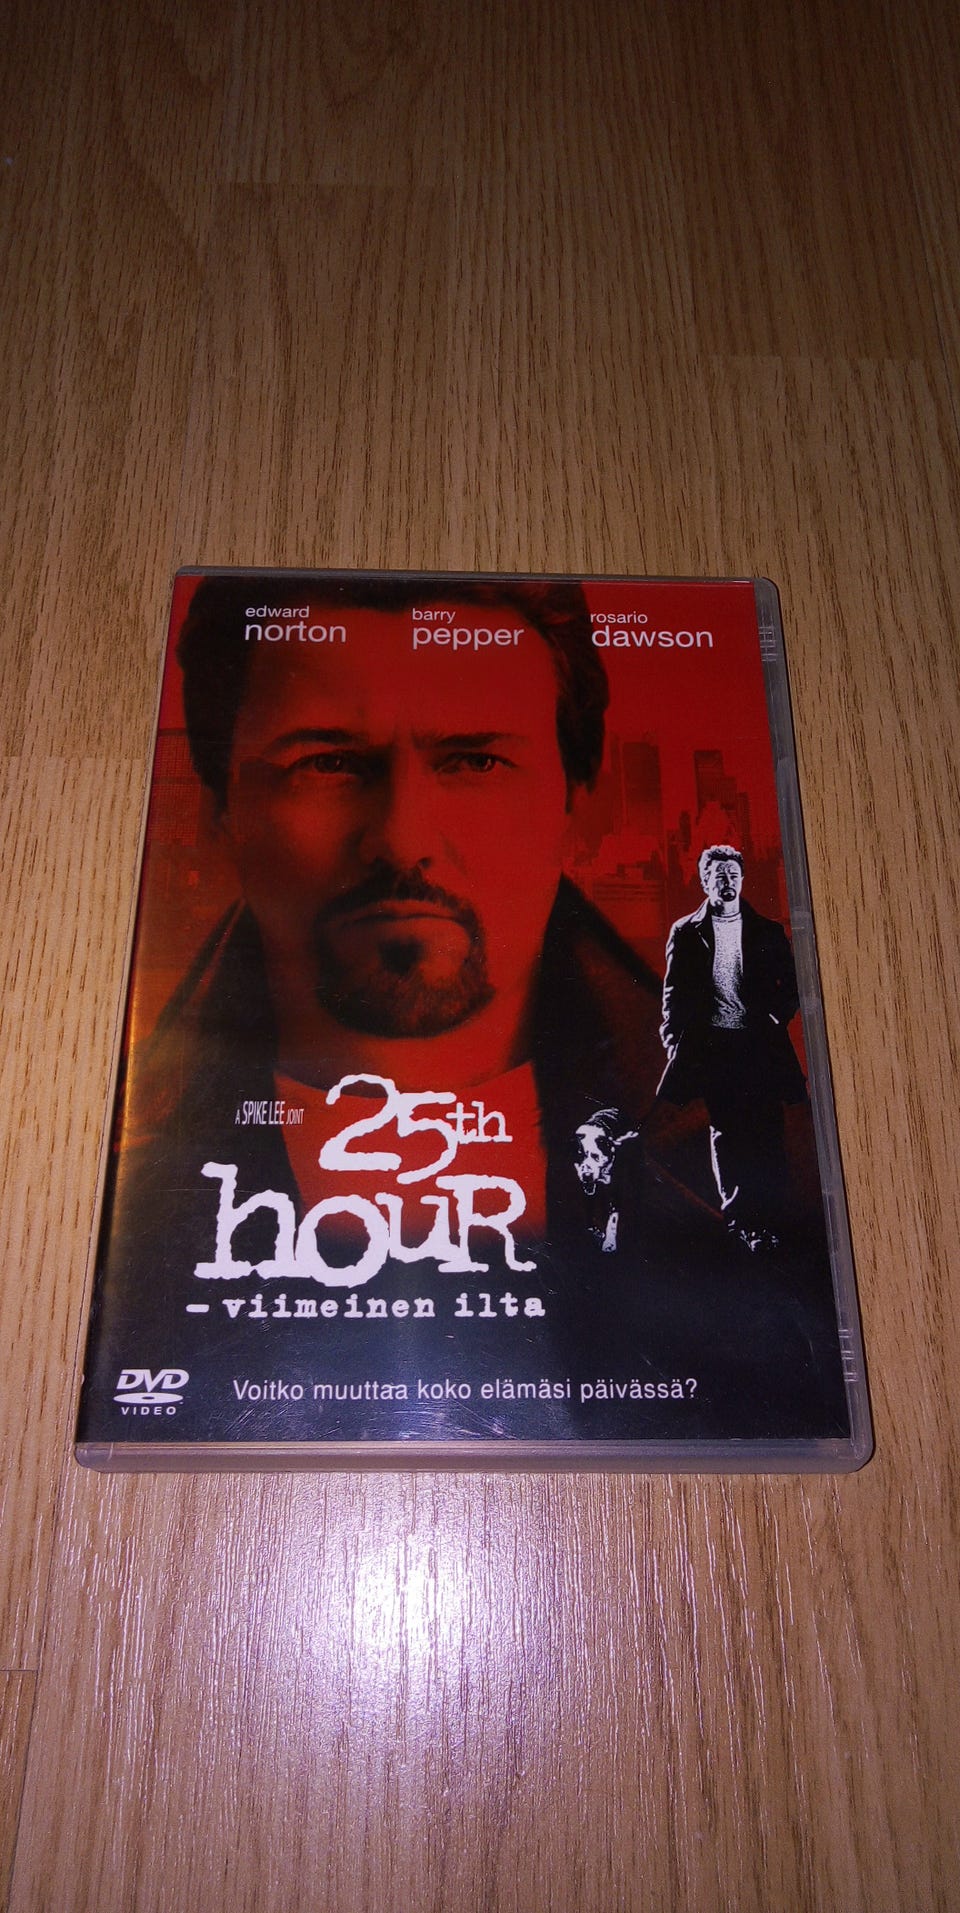 edward barry rosario
norton pepper dawson
A SPIKE LEE JOINT
25th
houR
– viimeinen ilta
DVD
VIDEO
Voitko muuttaa koko elämäsi päivässä?